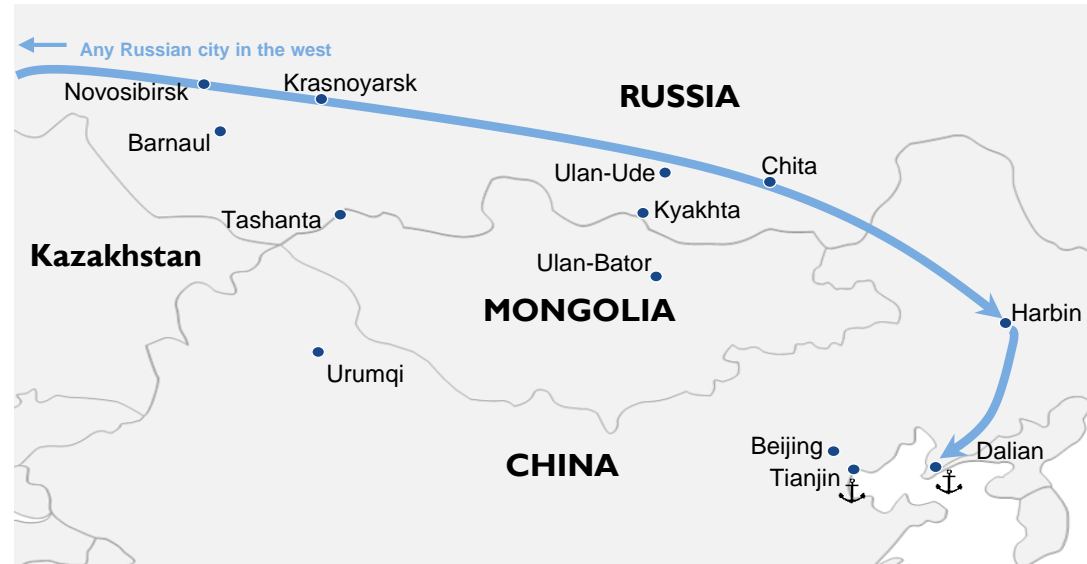 Any Russian city in the west
Novosibirsk
Krasnoyarsk
RUSSIA
Barnaul
Ulan-Ude
Chita
Tashanta
Kyakhta
Kazakhstan
Ulan-Bator
MONGOLIA
Harbin
Urumqi
Beijing
Dalian
CHINA
Tianjin